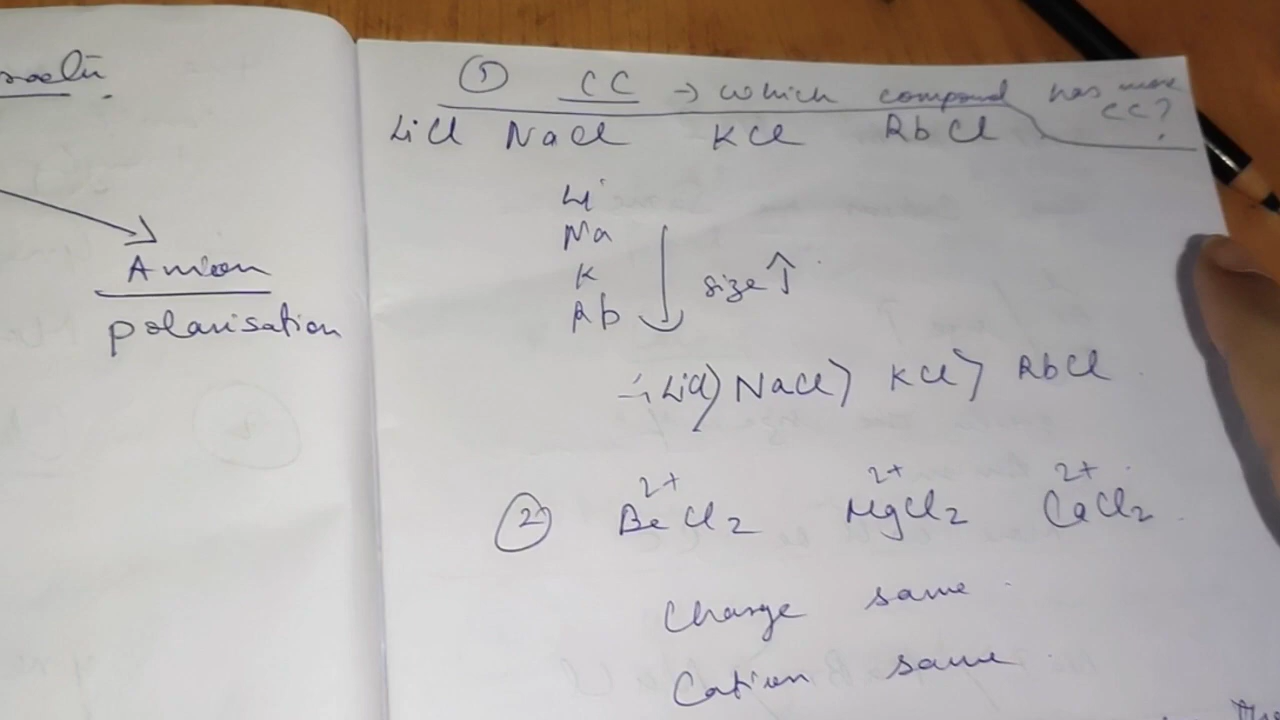 Anion
polarisation
① CC → which compound has more CC?
LiCl NaCl KCl RbCl
Li
Na
K
Rb
size ↑
∴ LiCl > NaCl > KCl > RbCl
② Be²⁺Cl₂ Mg²⁺Cl₂ Ca²⁺Cl₂
Charge same
Cation same